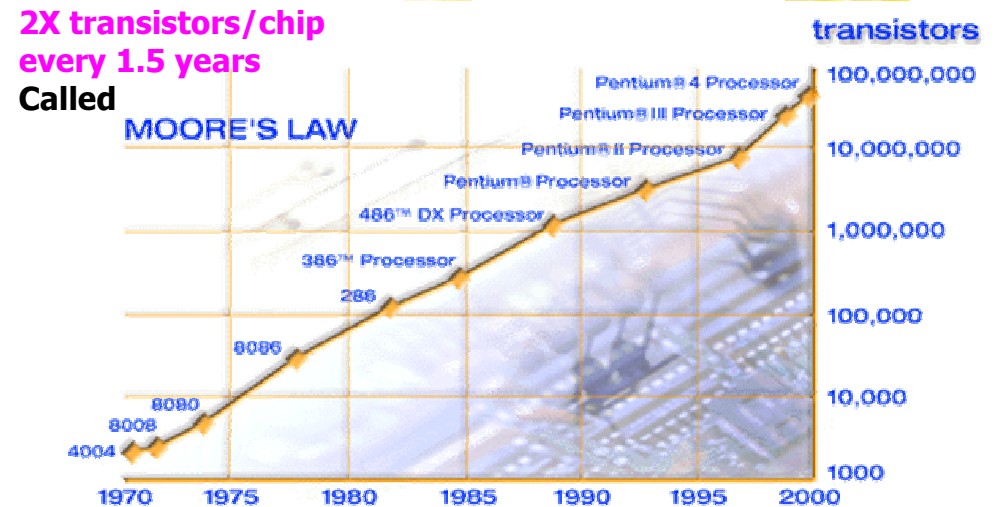 2X transistors/chip
every 1.5 years
Called
MOORE'S LAW
transistors
100,000,000
10,000,000
1,000,000
100,000
10,000
1000
Pentium® 4 Processor
Pentium® III Processor
Pentium® II Processor
Pentium® Processor
486™ DX Processor
386™ Processor
286
8086
8080
8008
4004
1970 1975 1980 1985 1990 1995 2000